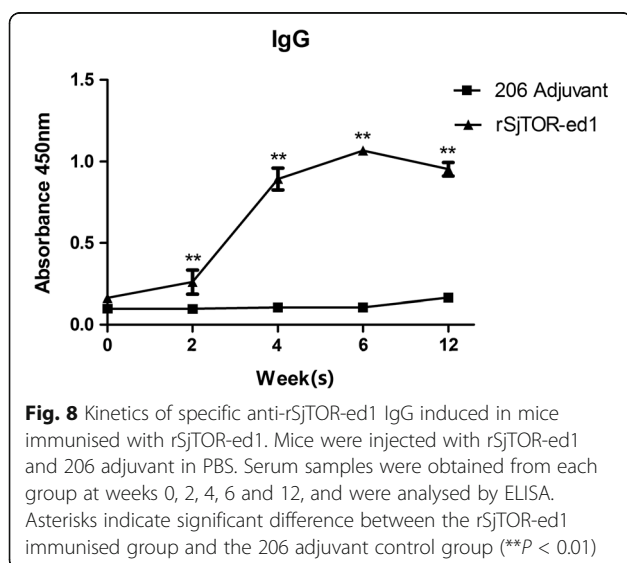 IgG
1.5
1.0
0.5
0.0
Absorbance 450nm
206 Adjuvant
rSjTOR-ed1
**
**
**
**
0
2
4
6
12
Week(s)
Fig. 8 Kinetics of specific anti-rSjTOR-ed1 IgG induced in mice
immunised with rSjTOR-ed1. Mice were injected with rSjTOR-ed1
and 206 adjuvant in PBS. Serum samples were obtained from each
group at weeks 0, 2, 4, 6 and 12, and were analysed by ELISA.
Asterisks indicate significant difference between the rSjTOR-ed1
immunised group and the 206 adjuvant control group (**P < 0.01)